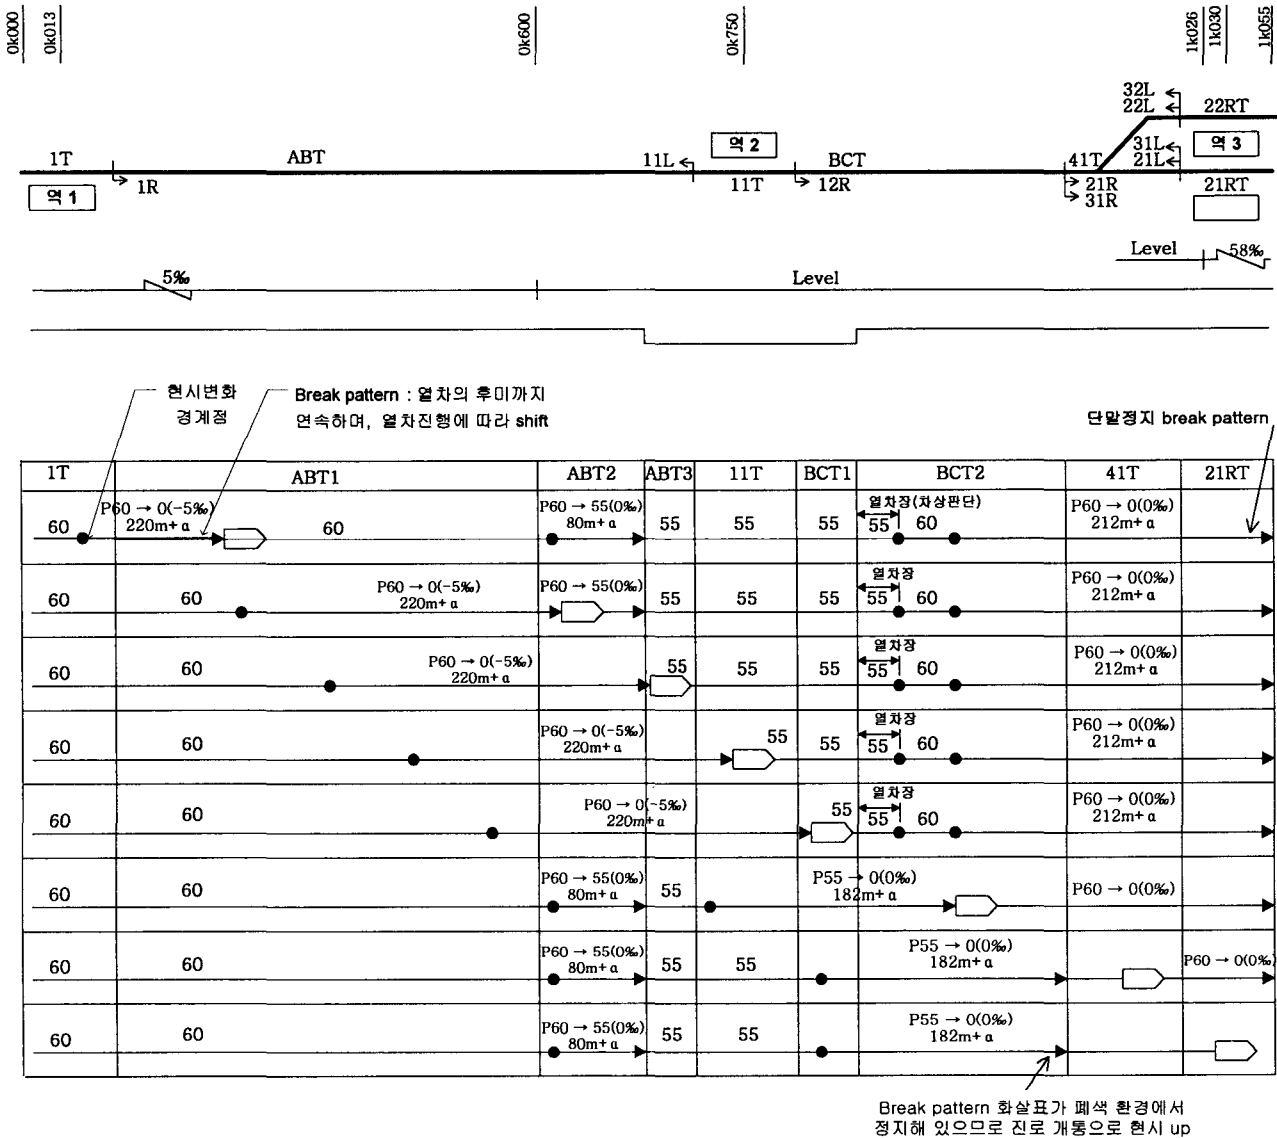 0k000
0k013
0k600
0k750
1k026
1k030
1k055
32L
22L
22RT
31L
21L
역 3
1T
ABT
11L
역 2
BCT
41T
역 1
1R
11T
12R
21R
31R
21RT
Level
58‰
5‰
Level
현시변화
경계점
Break pattern : 열차의 후미까지
연속하며, 열차진행에 따라 shift
단말정지 break pattern
1T ABT1 ABT2 ABT3 11T BCT1 BCT2 41T 21RT
P60 → 0(-5‰) P60 → 55(0‰) 열차장(차상판단) P60 → 0(0‰)
60 220m+α 60 80m+α 55 55 55 55 60 212m+α
P60 → 0(-5‰) P60 → 55(0‰) 열차장 P60 → 0(0‰)
60 60 220m+α 55 55 55 55 60 212m+α
P60 → 0(-5‰) 55 열차장 P60 → 0(0‰)
60 60 220m+α 55 55 55 60 212m+α
P60 → 0(-5‰) 55 열차장 P60 → 0(0‰)
60 60 220m+α 55 55 60 212m+α
P60 → 0(-5‰) 55 열차장 P60 → 0(0‰)
60 60 220m+α 55 60 212m+α
P60 → 55(0‰) P55 → 0(0‰)
60 60 80m+α 55 182m+α P60 → 0(0‰)
P60 → 55(0‰) P55 → 0(0‰) P60 → 0(0‰)
60 60 80m+α 55 55 182m+α
P60 → 55(0‰) P55 → 0(0‰)
60 60 80m+α 55 55 182m+α
Break pattern 화살표가 폐색 환경에서
정지해 있으므로 진로 개통으로 현시 up